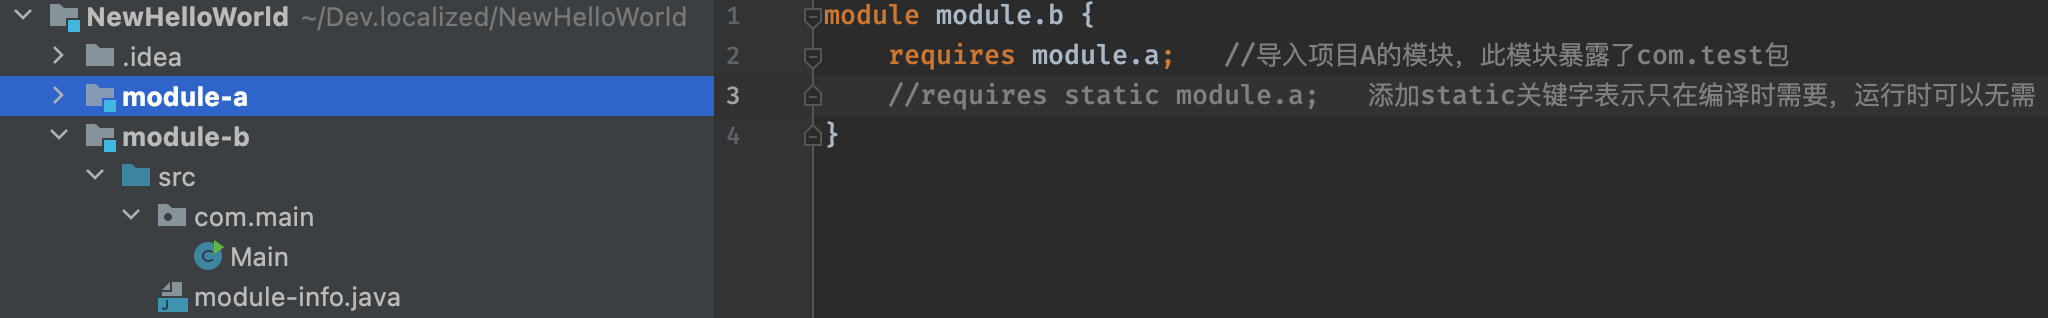 NewHelloWorld ~/Dev.localized/NewHelloWorld
.idea
module-a
module-b
src
com.main
Main
module-info.java
1 module module.b {
2 requires module.a; //导入项目A的模块，此模块暴露了com.test包
3 //requires static module.a; 添加static关键字表示只在编译时需要，运行时可以无需
4 }